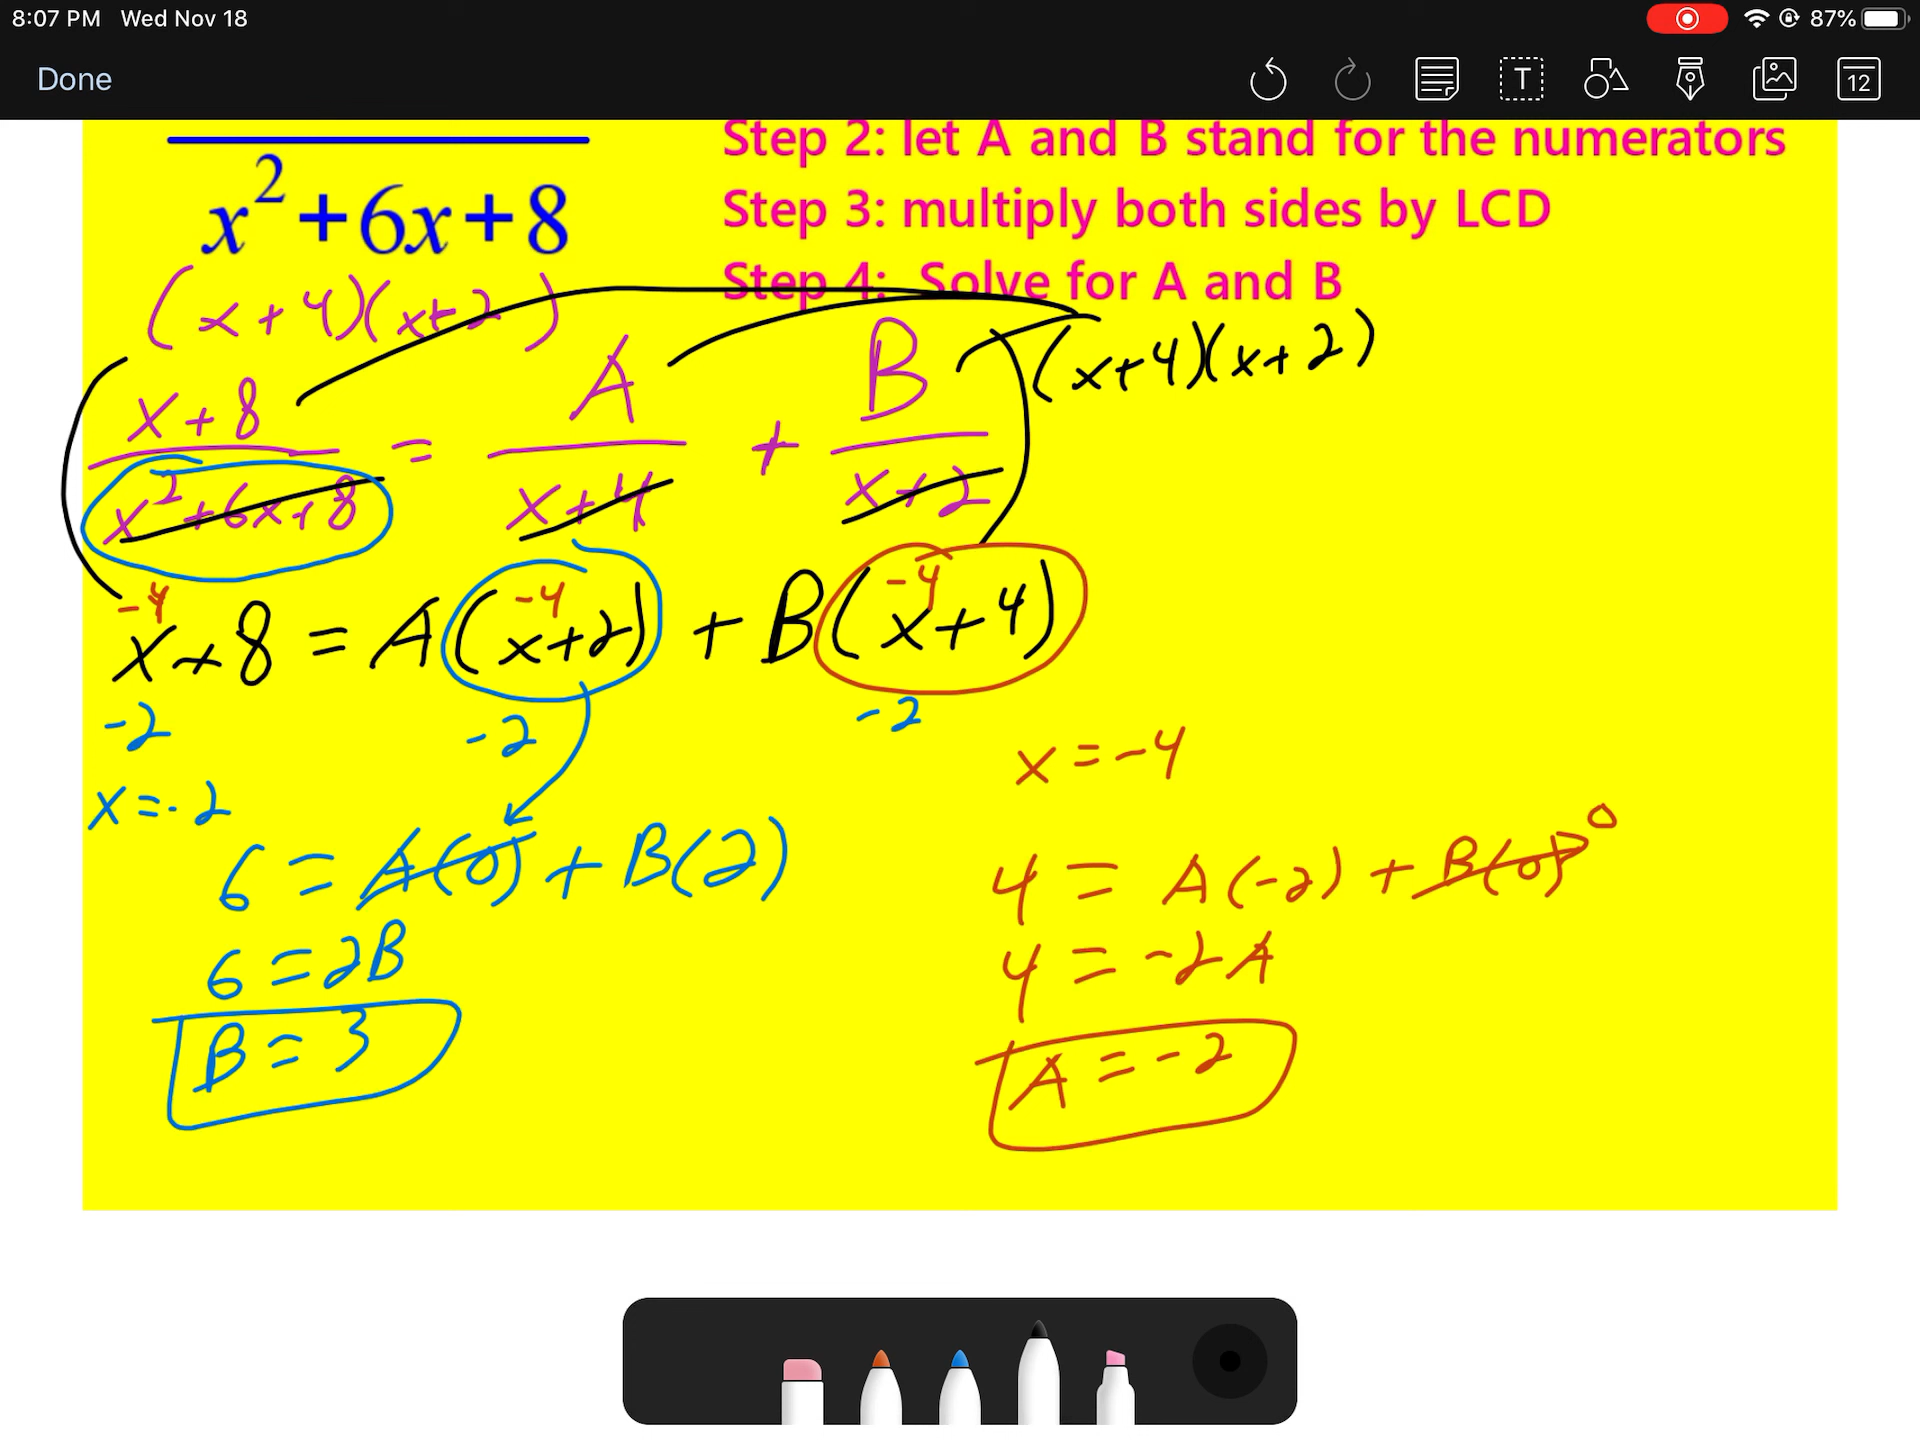 8:07 PM Wed Nov 18
87%
Done
T
12
Step 2: let A and B stand for the numerators
x²+6x+8
Step 3: multiply both sides by LCD
Step 4: Solve for A and B
(x+4)(x+2)
(x+4)(x+2)
x+8 = A + B
x²+6x+8 x+4 x+2
-4 -4 -4
x+8 = A(x+2) + B(x+4)
-2 -2 -2
x=-2
x=-4
6 = A(0) + B(2)
4 = A(-2) + B(0) 0
6 = 2B
4 = -2A
B = 3
A = -2